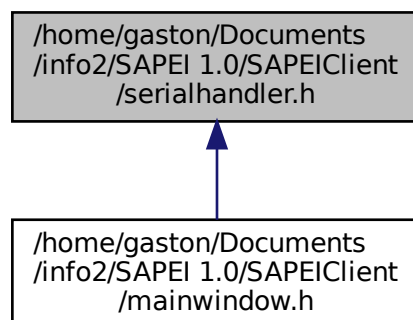 /home/gaston/Documents
/info2/SAPEI 1.0/SAPEIClient
/serialhandler.h
/home/gaston/Documents
/info2/SAPEI 1.0/SAPEIClient
/mainwindow.h